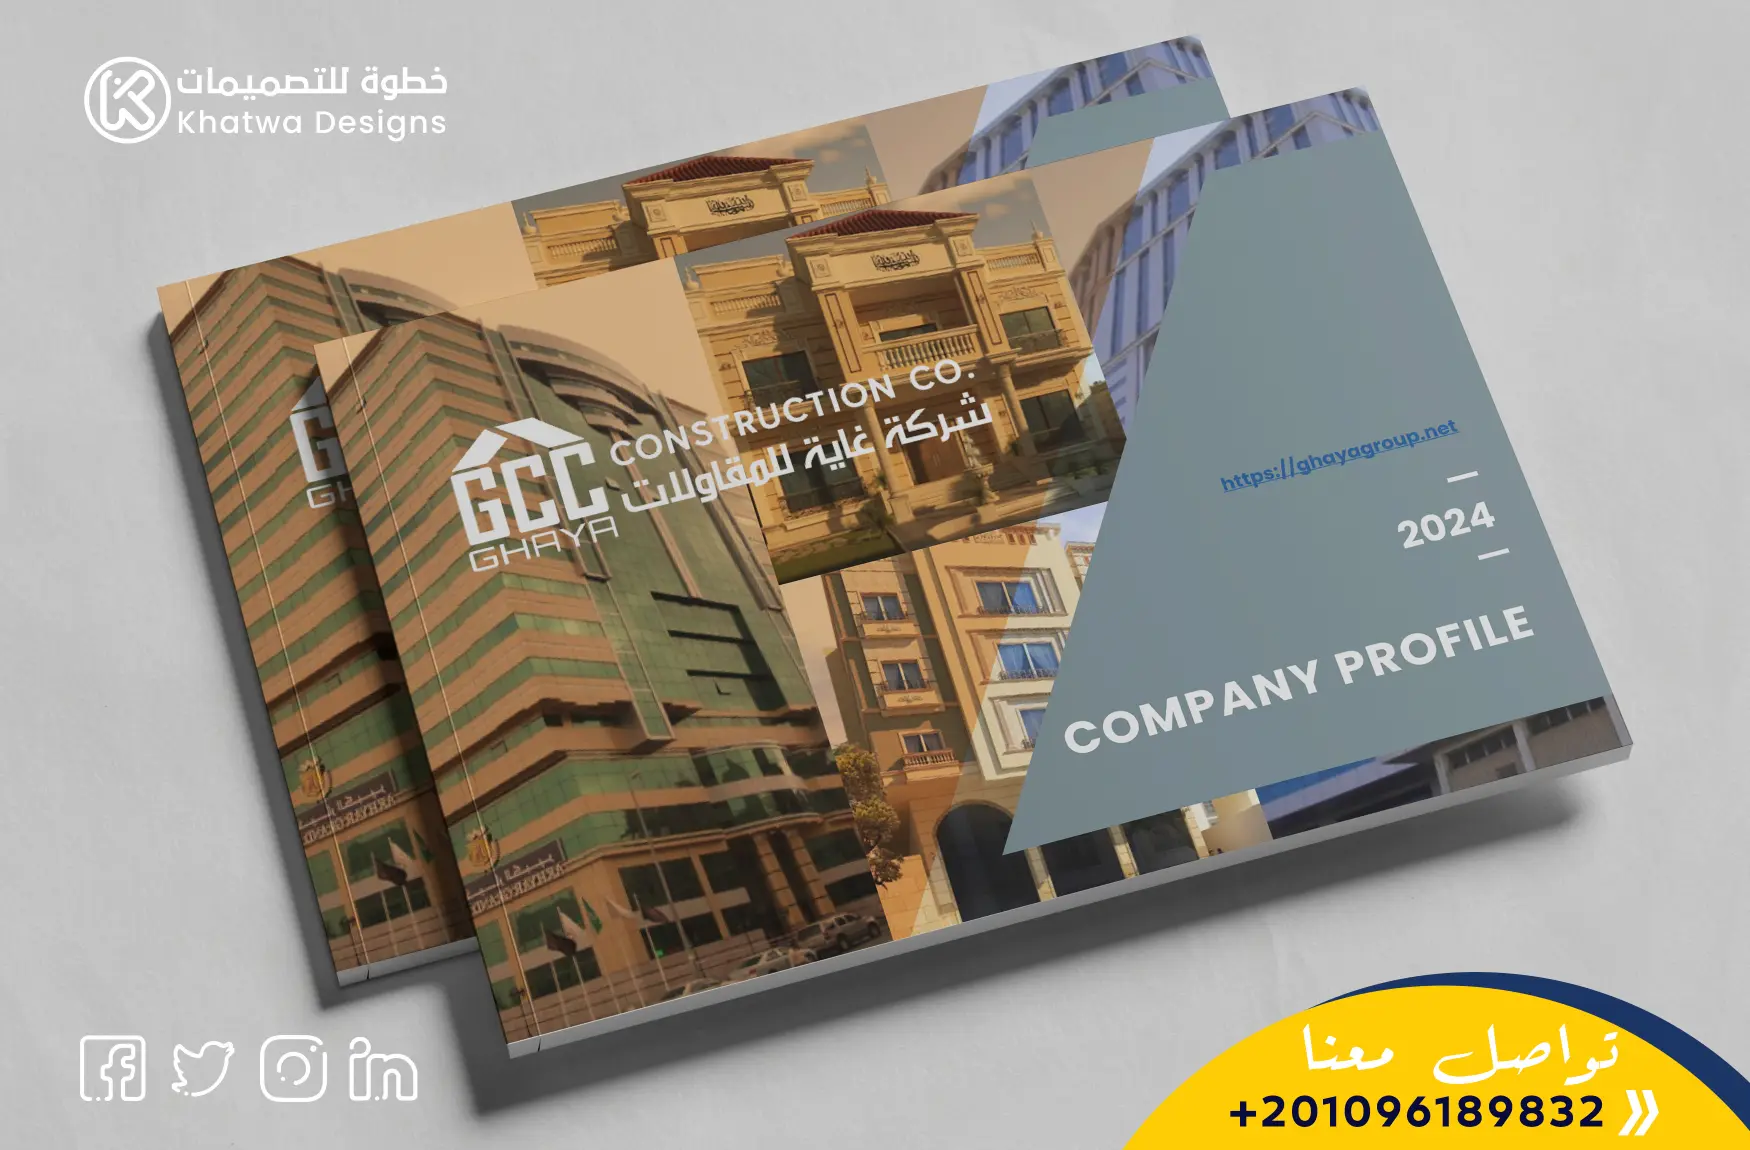 خطوة للتصميمات
Khatwa Designs
GCC
GHAYA
CONSTRUCTION CO.
شركة غاية للمقاولات
https://ghayagroup.net
2024
COMPANY PROFILE
G
GH
تواصل معنا
+201096189832